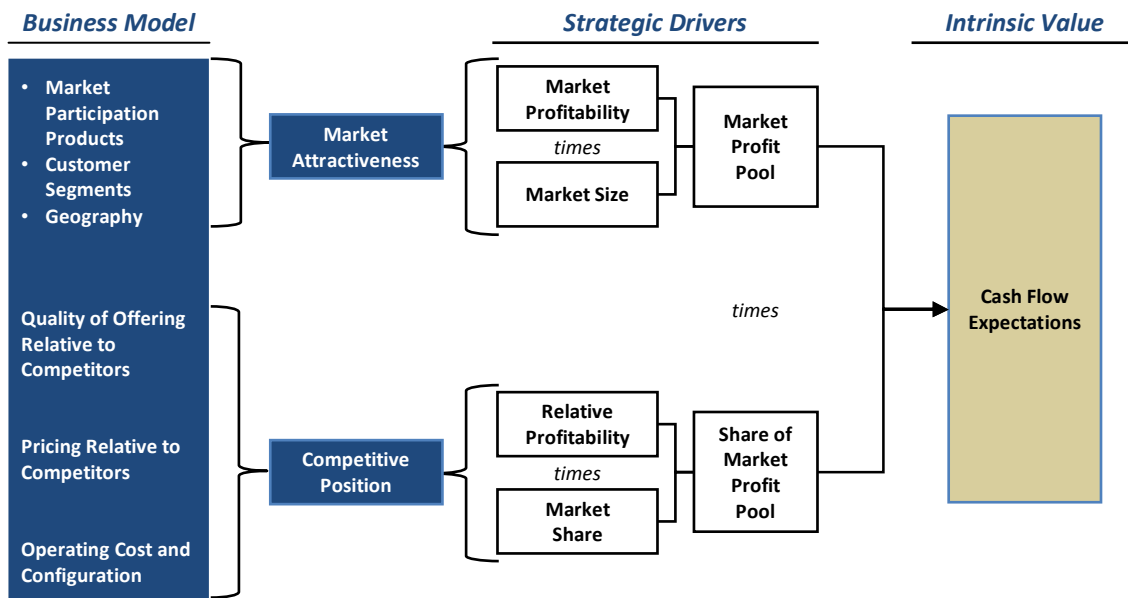 Business Model
Strategic Drivers
Intrinsic Value
• Market
Participation
Products
• Customer
Segments
• Geography
Quality of Offering
Relative to
Competitors
Pricing Relative to
Competitors
Operating Cost and
Configuration
Market
Attractiveness
Competitive
Position
Market
Profitability
times
Market Size
Market
Profit
Pool
times
Relative
Profitability
times
Market
Share
Share of
Market
Profit
Pool
Cash Flow
Expectations